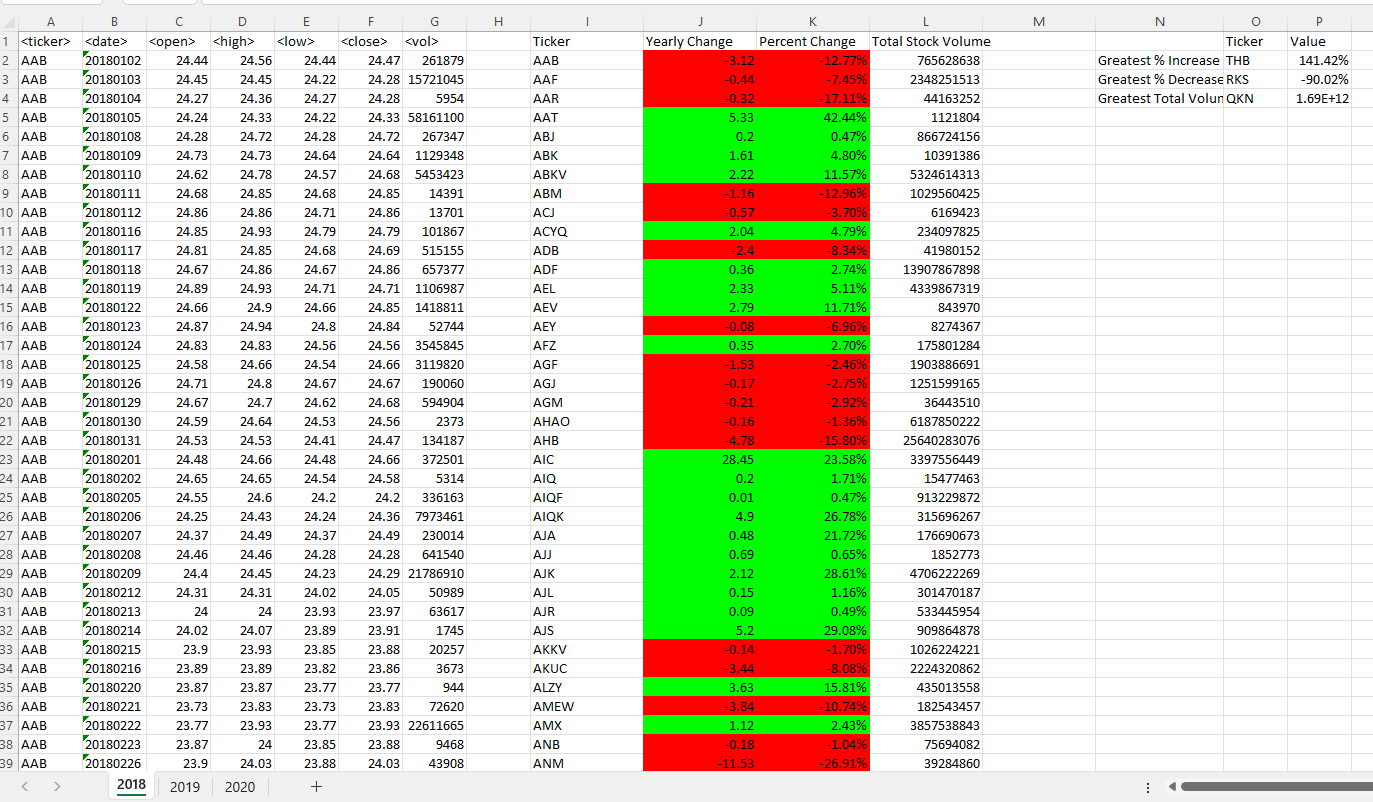 A B C D E F G H I J K L M N O P
1 <ticker> <date> <open> <high> <low> <close> <vol> Ticker Yearly Change Percent Change Total Stock Volume Ticker Value
2 AAB 20180102 24.44 24.56 24.44 24.47 261879 AAB -3.12 -12.77% 765628638 Greatest % Increase THB 141.42%
3 AAB 20180103 24.45 24.45 24.22 24.28 15721045 AAF -0.44 -7.45% 2348251513 Greatest % Decrease RKS -90.02%
4 AAB 20180104 24.27 24.36 24.27 24.28 5954 AAR -0.32 -17.11% 44163252 Greatest Total Volun QKN 1.69E+12
5 AAB 20180105 24.24 24.33 24.22 24.33 58161100 AAT 5.33 42.44% 1121804
6 AAB 20180108 24.28 24.72 24.28 24.72 267347 ABJ 0.2 0.47% 866724156
7 AAB 20180109 24.73 24.73 24.64 24.64 1129348 ABK 1.61 4.80% 10391386
8 AAB 20180110 24.62 24.78 24.57 24.68 5453423 ABKV 2.22 11.57% 5324614313
9 AAB 20180111 24.68 24.85 24.68 24.85 14391 ABM -1.16 -12.96% 1029560425
10 AAB 20180112 24.86 24.86 24.71 24.86 13701 ACJ -0.57 -3.70% 6169423
11 AAB 20180116 24.85 24.93 24.79 24.79 101867 ACYQ 2.04 4.79% 234097825
12 AAB 20180117 24.81 24.85 24.68 24.69 515155 ADB -2.4 -8.34% 41980152
13 AAB 20180118 24.67 24.86 24.67 24.86 657377 ADF 0.36 2.74% 13907867898
14 AAB 20180119 24.89 24.93 24.71 24.71 1106987 AEL 2.33 5.11% 4339867319
15 AAB 20180122 24.66 24.9 24.66 24.85 1418811 AEV 2.79 11.71% 843970
16 AAB 20180123 24.87 24.94 24.8 24.84 52744 AEY -0.08 -6.96% 8274367
17 AAB 20180124 24.83 24.83 24.56 24.56 3545845 AFZ 0.35 2.70% 175801284
18 AAB 20180125 24.58 24.66 24.54 24.66 3119820 AGF -1.53 -2.46% 1903886691
19 AAB 20180126 24.71 24.8 24.67 24.67 190060 AGJ -0.17 -2.75% 1251599165
20 AAB 20180129 24.67 24.7 24.62 24.68 594904 AGM -0.21 -2.92% 36443510
21 AAB 20180130 24.59 24.64 24.53 24.56 2373 AHAO -0.16 -1.36% 6187850222
22 AAB 20180131 24.53 24.53 24.41 24.47 134187 AHB -4.78 -15.80% 25640283076
23 AAB 20180201 24.48 24.66 24.48 24.66 372501 AIC 28.45 23.58% 3397556449
24 AAB 20180202 24.65 24.65 24.54 24.58 5314 AIQ 0.2 1.71% 15477463
25 AAB 20180205 24.55 24.6 24.2 24.2 336163 AIQF 0.01 0.47% 913229872
26 AAB 20180206 24.25 24.43 24.24 24.36 7973461 AIQK 4.9 26.78% 315696267
27 AAB 20180207 24.37 24.49 24.37 24.49 230014 AJA 0.48 21.72% 176690673
28 AAB 20180208 24.46 24.46 24.28 24.28 641540 AJJ 0.69 0.65% 1852773
29 AAB 20180209 24.4 24.45 24.23 24.29 21786910 AJK 2.12 28.61% 4706222269
30 AAB 20180212 24.31 24.31 24.02 24.05 50989 AJL 0.15 1.16% 301470187
31 AAB 20180213 24 24 23.93 23.97 63617 AJR 0.09 0.49% 533445954
32 AAB 20180214 24.02 24.07 23.89 23.91 1745 AJS 5.2 29.08% 909864878
33 AAB 20180215 23.9 23.93 23.85 23.88 20257 AKKV -0.14 -1.70% 1026224221
34 AAB 20180216 23.89 23.89 23.82 23.86 3673 AKUC -3.44 -8.08% 2224320862
35 AAB 20180220 23.87 23.87 23.77 23.77 944 ALZY 3.63 15.81% 435013558
36 AAB 20180221 23.73 23.83 23.73 23.83 72620 AMEW -3.84 -10.74% 182543457
37 AAB 20180222 23.77 23.93 23.77 23.93 22611665 AMX 1.12 2.43% 3857538843
38 AAB 20180223 23.87 24 23.85 23.88 9468 ANB -0.18 -1.04% 75694082
39 AAB 20180226 23.9 24.03 23.88 24.03 43908 ANM -11.53 -26.91% 39284860
2018 2019 2020